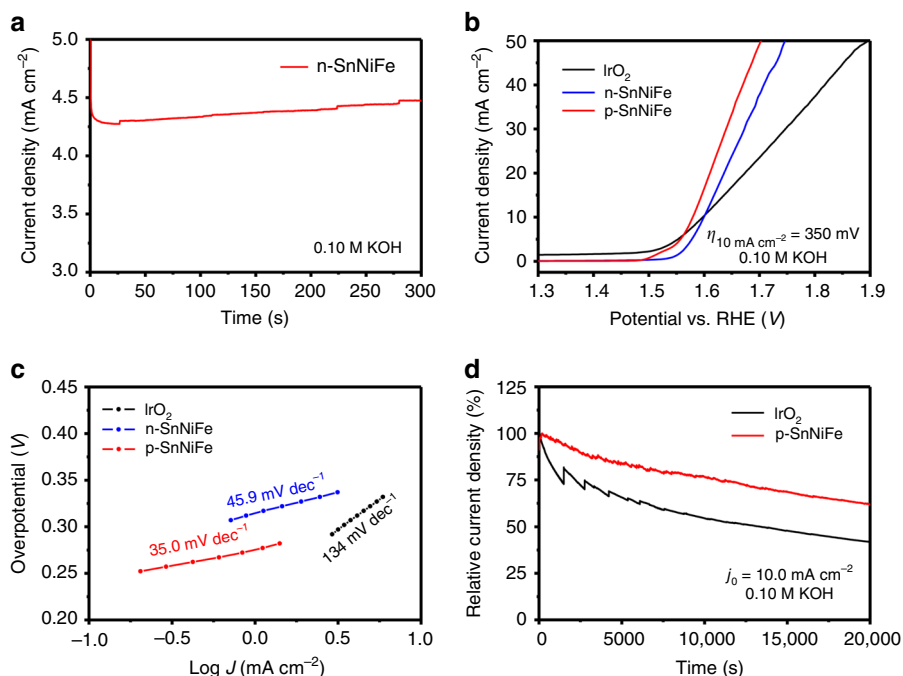 a
5.0
4.5
4.0
3.5
3.0
Current density (mA cm⁻²)
n-SnNiFe
0.10 M KOH
0
50
100
150
200
250
300
Time (s)
b
50
40
30
20
10
0
Current density (mA cm⁻²)
IrO₂
n-SnNiFe
p-SnNiFe
η₁₀ mA cm⁻² = 350 mV
0.10 M KOH
1.3
1.4
1.5
1.6
1.7
1.8
1.9
Potential vs. RHE (V)
c
0.45
0.40
0.35
0.30
0.25
0.20
Overpotential (V)
IrO₂
n-SnNiFe
p-SnNiFe
45.9 mV dec⁻¹
35.0 mV dec⁻¹
134 mV dec⁻¹
−1.0
−0.5
0.0
0.5
1.0
Log J (mA cm⁻²)
d
125
100
75
50
25
0
Relative current density (%)
IrO₂
p-SnNiFe
j₀ = 10.0 mA cm⁻²
0.10 M KOH
0
5000
10,000
15,000
20,000
Time (s)